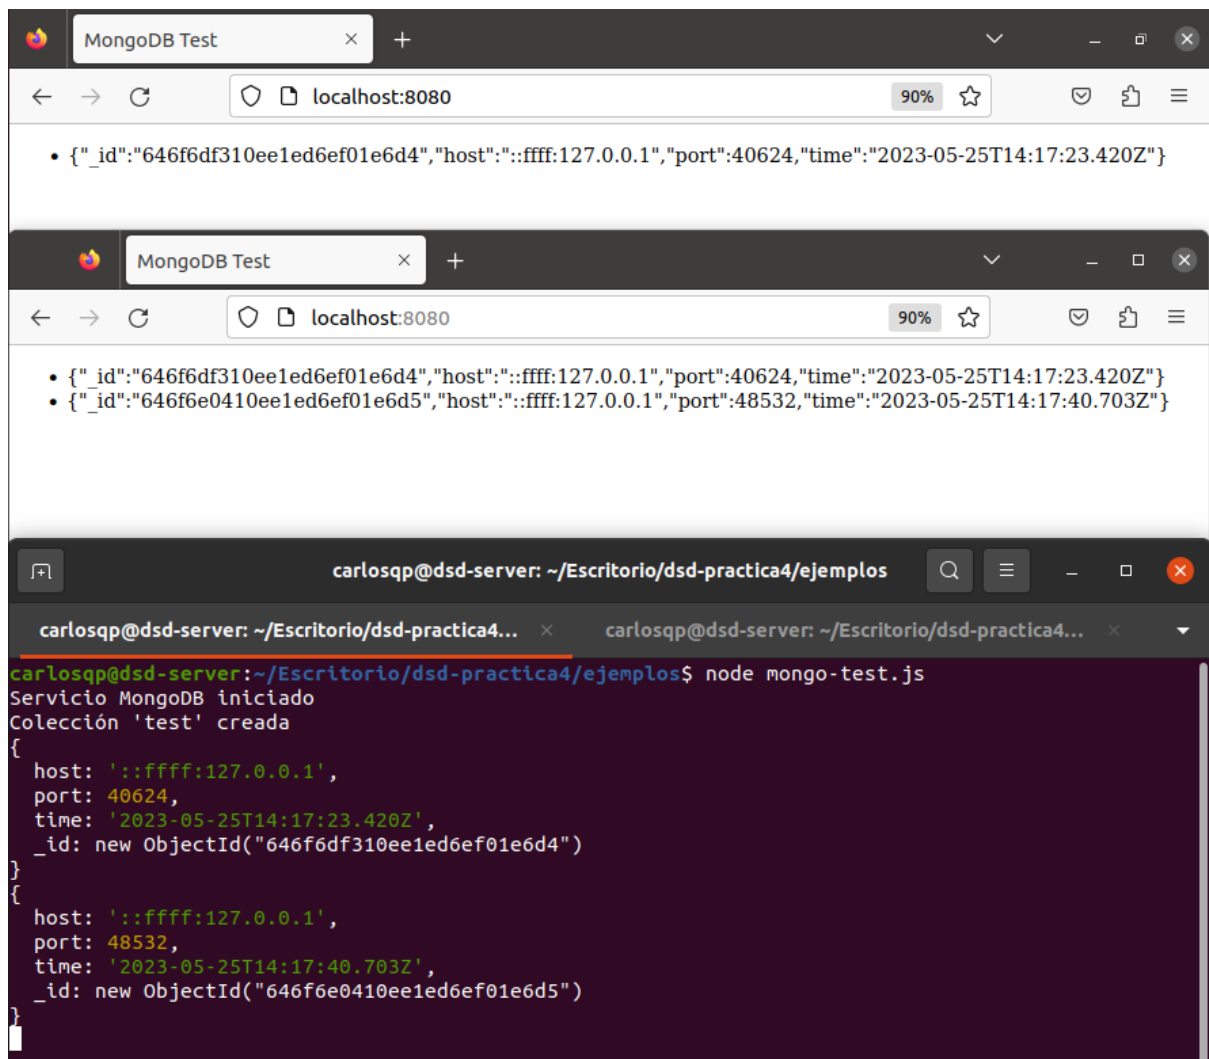 MongoDB Test
localhost:8080
90%
{"_id":"646f6df310ee1ed6ef01e6d4","host":"::ffff:127.0.0.1","port":40624,"time":"2023-05-25T14:17:23.420Z"}
MongoDB Test
localhost:8080
90%
{"_id":"646f6df310ee1ed6ef01e6d4","host":"::ffff:127.0.0.1","port":40624,"time":"2023-05-25T14:17:23.420Z"}
{"_id":"646f6e0410ee1ed6ef01e6d5","host":"::ffff:127.0.0.1","port":48532,"time":"2023-05-25T14:17:40.703Z"}
carlosqp@dsd-server: ~/Escritorio/dsd-practica4/ejemplos
carlosqp@dsd-server: ~/Escritorio/dsd-practica4... carlosqp@dsd-server: ~/Escritorio/dsd-practica4...
carlosqp@dsd-server:~/Escritorio/dsd-practica4/ejemplos$ node mongo-test.js
Servicio MongoDB iniciado
Colección 'test' creada
{
  host: '::ffff:127.0.0.1',
  port: 40624,
  time: '2023-05-25T14:17:23.420Z',
  _id: new ObjectId("646f6df310ee1ed6ef01e6d4")
}
{
  host: '::ffff:127.0.0.1',
  port: 48532,
  time: '2023-05-25T14:17:40.703Z',
  _id: new ObjectId("646f6e0410ee1ed6ef01e6d5")
}